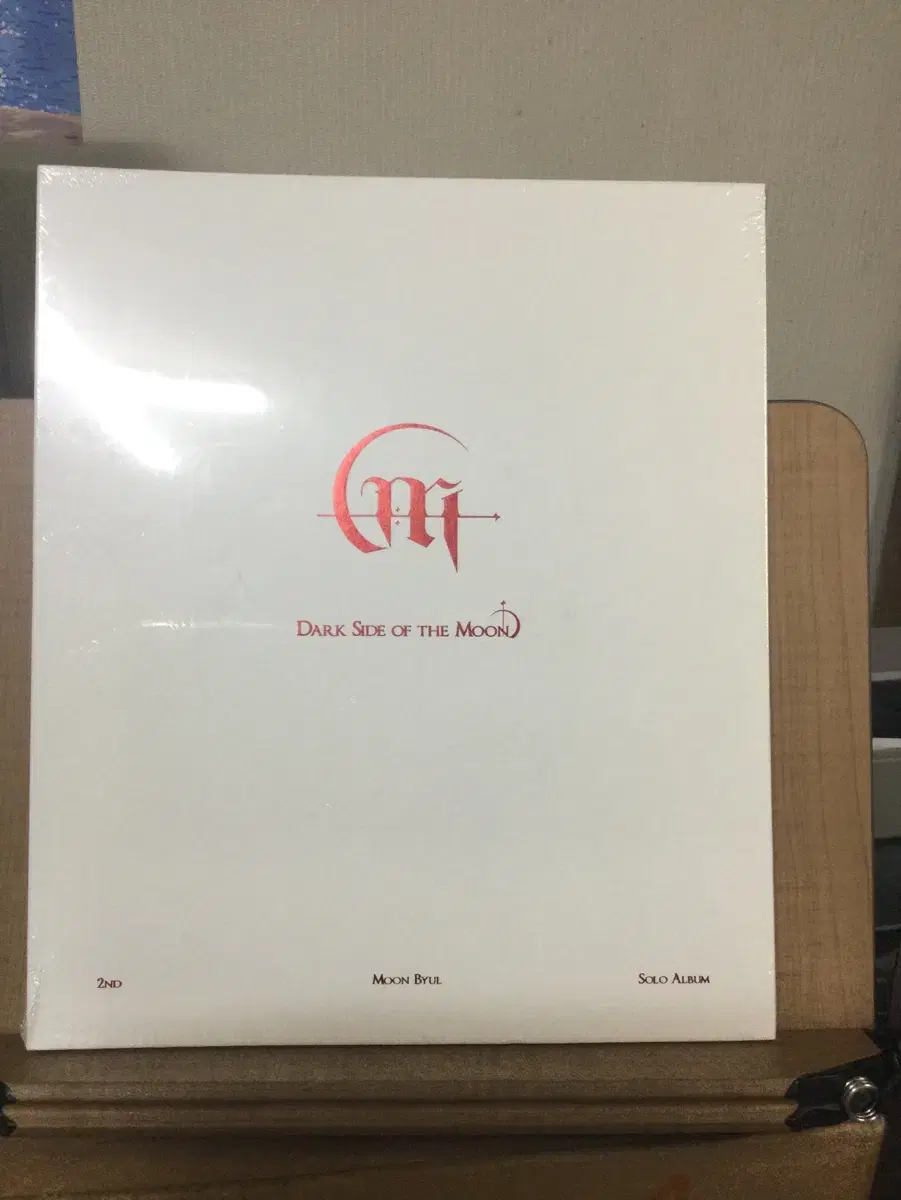 M
DARK SIDE OF THE MOON
2ND MOON BYUL SOLO ALBUM